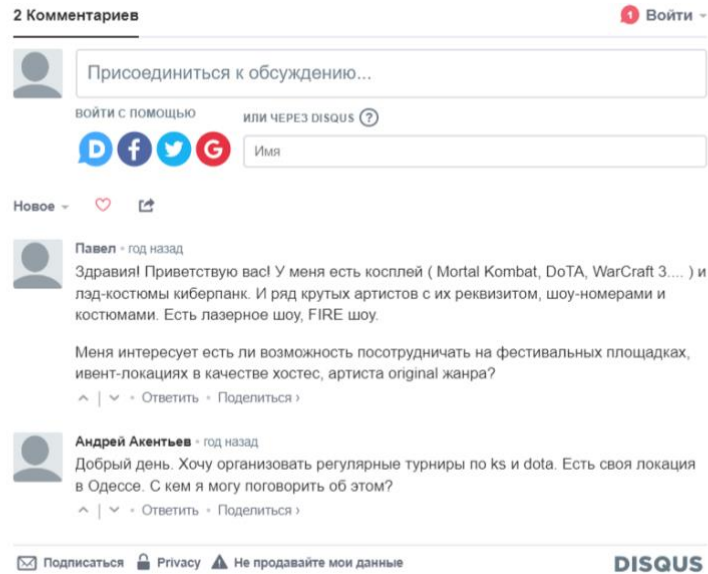 2 Комментариев
1 Войти
Присоединиться к обсуждению...
ВОЙТИ С ПОМОЩЬЮ
ИЛИ ЧЕРЕЗ DISQUS ?
D f G
Имя
Новое
Павел • год назад
Здравия! Приветствую вас! У меня есть косплей ( Mortal Kombat, DoTA, WarCraft 3.... ) и
лэд-костюмы киберпанк. И ряд крутых артистов с их реквизитом, шоу-номерами и
костюмами. Есть лазерное шоу, FIRE шоу.
Меня интересует есть ли возможность посотрудничать на фестивальных площадках,
ивент-локациях в качестве хостес, артиста original жанра?
• Ответить • Поделиться ›
Андрей Акентьев • год назад
Добрый день. Хочу организовать регулярные турниры по ks и dota. Есть своя локация
в Одессе. С кем я могу поговорить об этом?
• Ответить • Поделиться ›
Подписаться Privacy Не продавайте мои данные
DISQUS